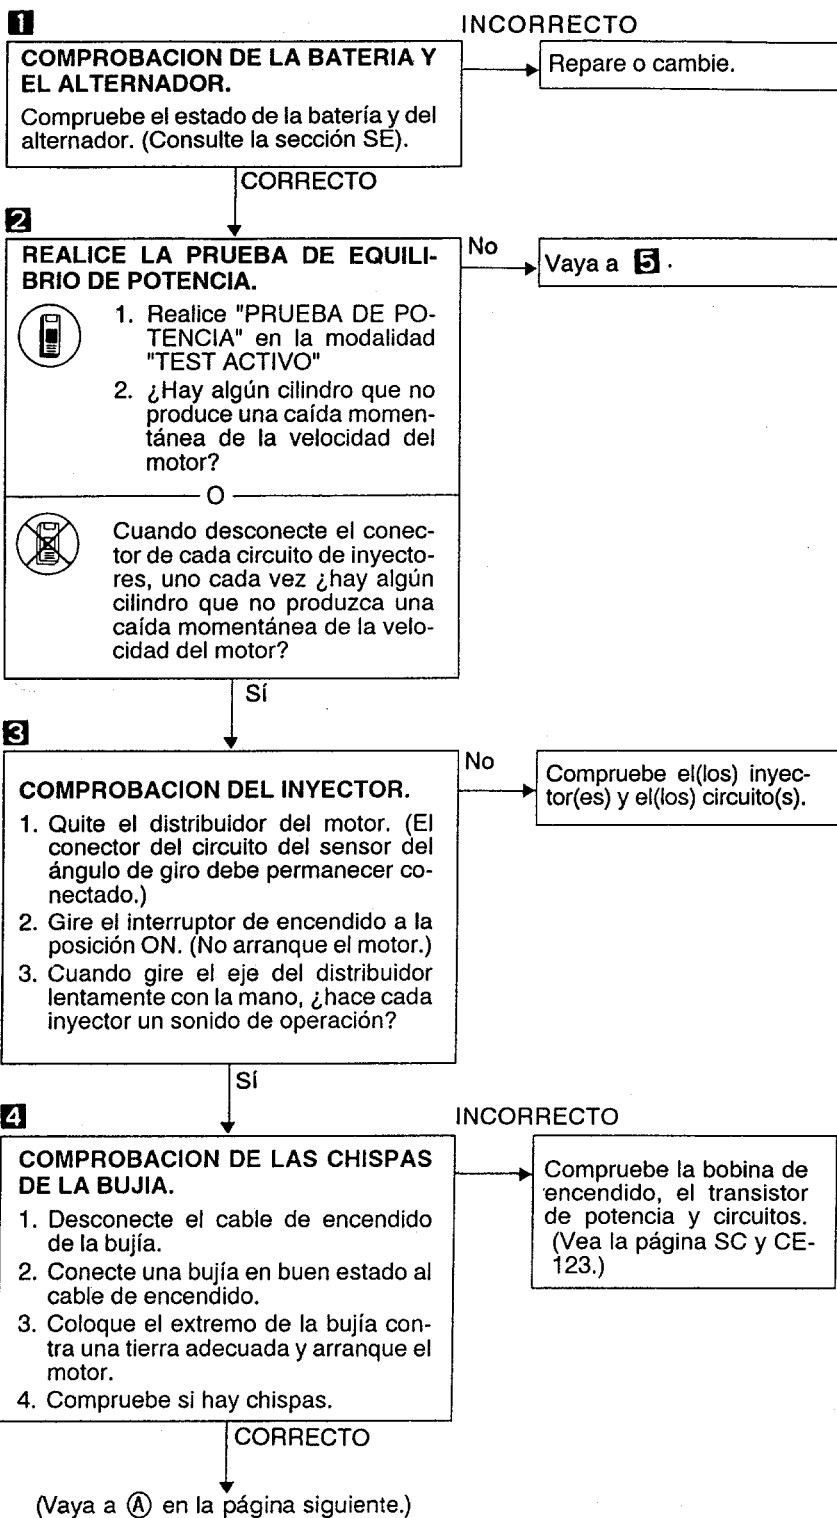 1
INCORRECTO
COMPROBACION DE LA BATERIA Y
EL ALTERNADOR.
Compruebe el estado de la batería y del
alternador. (Consulte la sección SE).
Repare o cambie.
CORRECTO
2
REALICE LA PRUEBA DE EQUILI-
BRIO DE POTENCIA.
1. Realice "PRUEBA DE PO-
TENCIA" en la modalidad
"TEST ACTIVO"
2. ¿Hay algún cilindro que no
produce una caída momen-
tánea de la velocidad del
motor?
No
Vaya a 5.
O
Cuando desconecte el conec-
tor de cada circuito de inyecto-
res, uno cada vez ¿hay algún
cilindro que no produzca una
caída momentánea de la velo-
cidad del motor?
Sí
3
COMPROBACION DEL INYECTOR.
1. Quite el distribuidor del motor. (El
conector del circuito del sensor del
ángulo de giro debe permanecer co-
nectado.)
2. Gire el interruptor de encendido a la
posición ON. (No arranque el motor.)
3. Cuando gire el eje del distribuidor
lentamente con la mano, ¿hace cada
inyector un sonido de operación?
No
Compruebe el(los) inyec-
tor(es) y el(los) circuito(s).
Sí
4
INCORRECTO
COMPROBACION DE LAS CHISPAS
DE LA BUJIA.
1. Desconecte el cable de encendido
de la bujía.
2. Conecte una bujía en buen estado al
cable de encendido.
3. Coloque el extremo de la bujía con-
tra una tierra adecuada y arranque el
motor.
4. Compruebe si hay chispas.
Compruebe la bobina de
encendido, el transistor
de potencia y circuitos.
(Vea la página SC y CE-
123.)
CORRECTO
(Vaya a Ⓐ en la página siguiente.)